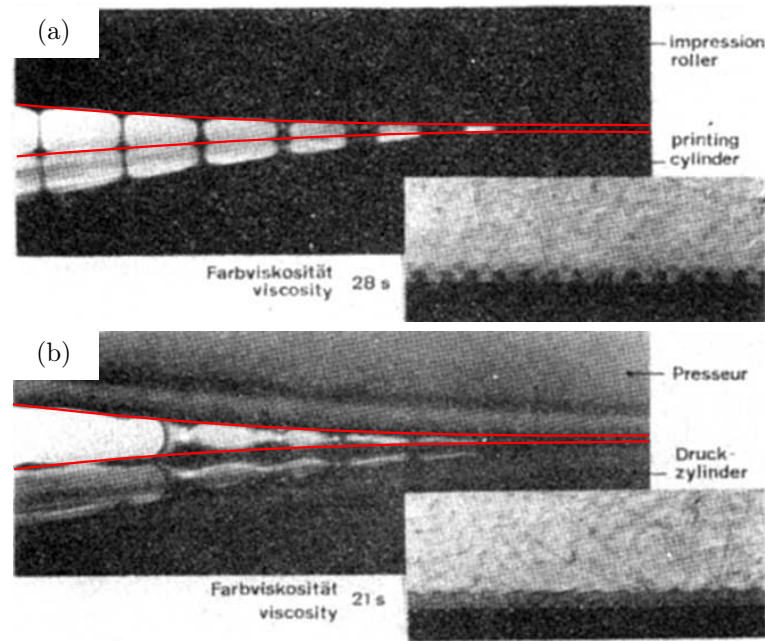 (a)
impression
roller
printing
cylinder
Farbviskosität
viscosity 28 s
(b)
Presseur
Druck-
zylinder
Farbviskosität
viscosity 21 s